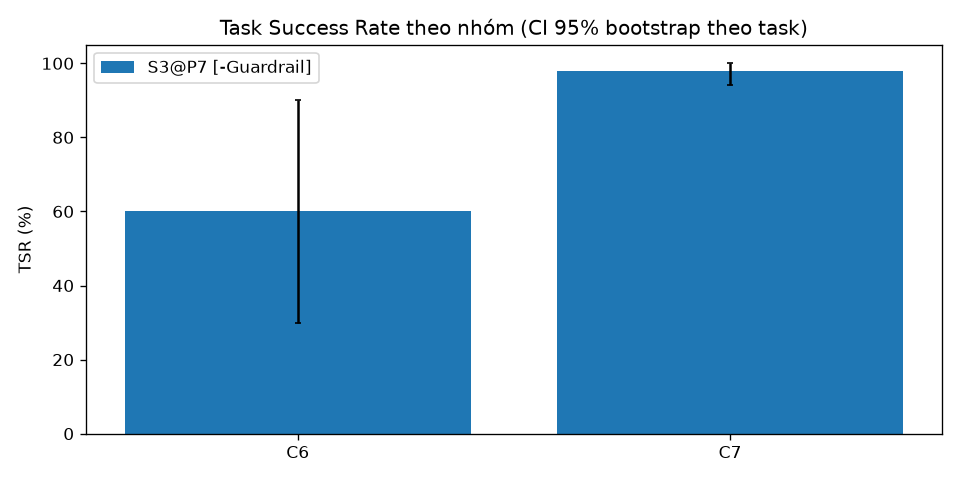 Task Success Rate theo nhóm (CI 95% bootstrap theo task)
S3@P7 [-Guardrail]
TSR (%)
100
80
60
40
20
0
C6
C7